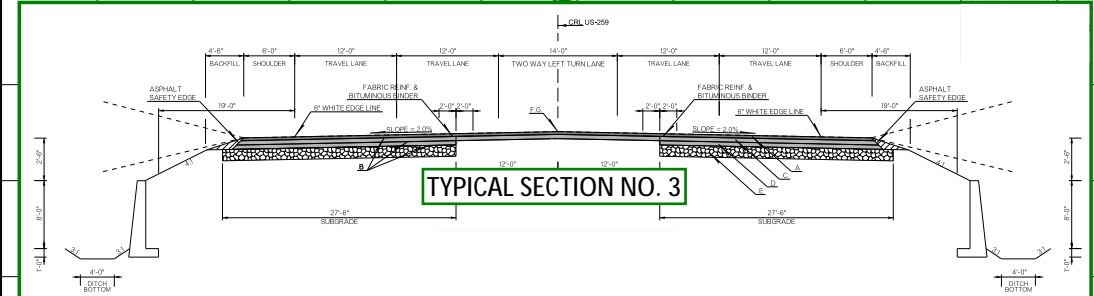 CRL US-259
4'-6" 6'-0" 12'-0" 12'-0" 14'-0" 12'-0" 12'-0" 6'-0" 4'-6"
BACKFILL SHOULDER TRAVEL LANE TRAVEL LANE TWO WAY LEFT TURN LANE TRAVEL LANE TRAVEL LANE SHOULDER BACKFILL
ASPHALT
SAFETY EDGE
19'-0"
6" WHITE EDGE LINE
FABRIC REINF. &
BITUMINOUS BINDER
2'-0" 2'-0"
F.G.
2'-0" 2'-0"
FABRIC REINF. &
BITUMINOUS BINDER
6" WHITE EDGE LINE
19'-0"
ASPHALT
SAFETY EDGE
SLOPE = 2.0%
SLOPE = 2.0%
2'-6"
4:1
B
12'-0" 12'-0"
A
C
D
E
4:1
2'-6"
TYPICAL SECTION NO. 3
8'-0"
27'-6"
SUBGRADE
27'-6"
SUBGRADE
8'-0"
1'-0"
3:1 3:1
4'-0"
DITCH
BOTTOM
3:1 3:1
4'-0"
DITCH
BOTTOM
1'-0"